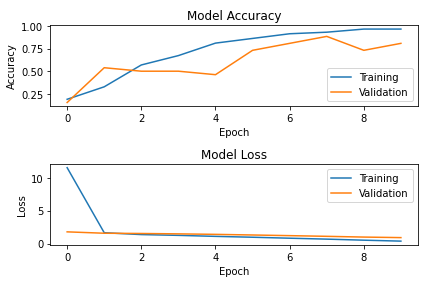 Model Accuracy
1.00
0.75
0.50
0.25
Accuracy
0
2
4
6
8
Epoch
Training
Validation
Model Loss
10
5
0
Loss
0
2
4
6
8
Epoch
Training
Validation